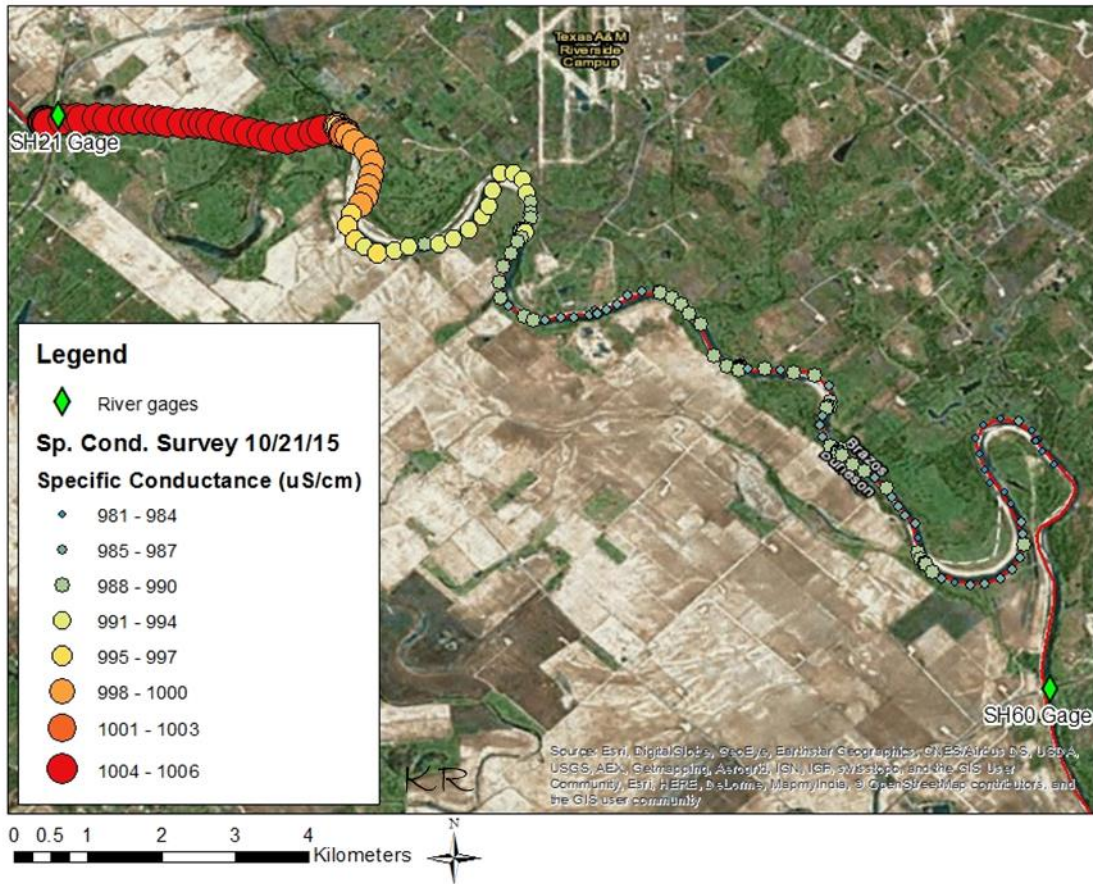 Texas A&M
Riverside
Campus
SH21 Gage
Brazos
Burleson
SH60 Gage
Legend
River gages
Sp. Cond. Survey 10/21/15
Specific Conductance (uS/cm)
981 - 984
985 - 987
988 - 990
991 - 994
995 - 997
998 - 1000
1001 - 1003
1004 - 1006
KR
Source: Esri, DigitalGlobe, GeoEye, Earthstar Geographics, CNES/Airbus DS, USDA,
USGS, AEX, Getmapping, Aerogrid, IGN, IGP, swisstopo, and the GIS User
Community, Esri, HERE, DeLorme, MapmyIndia, © OpenStreetMap contributors, and
the GIS user community
0 0.5 1 2 3 4
Kilometers
N